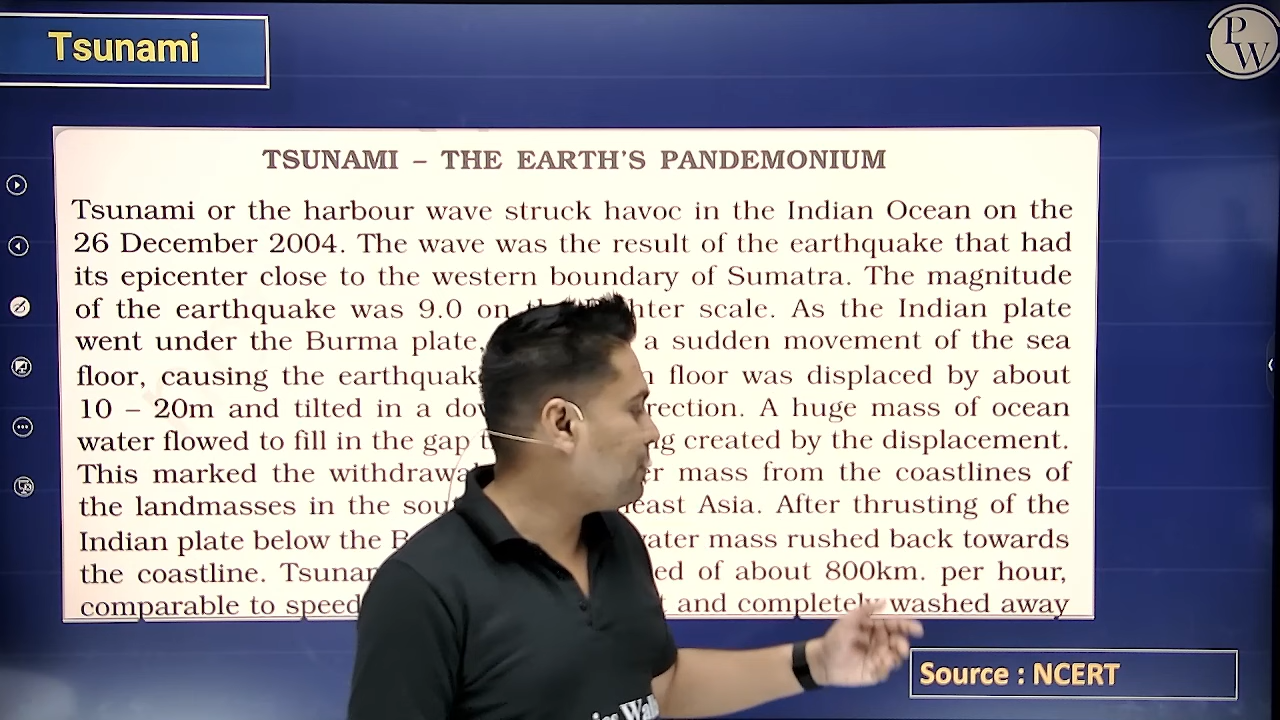 Tsunami
P
W
TSUNAMI – THE EARTH'S PANDEMONIUM
Tsunami or the harbour wave struck havoc in the Indian Ocean on the
26 December 2004. The wave was the result of the earthquake that had
its epicenter close to the western boundary of Sumatra. The magnitude
of the earthquake was 9.0 on scale. As the Indian plate
went under the Burma plate, a sudden movement of the sea
floor, causing the floor was displaced by about
10 – 20m and tilted in a A huge mass of ocean
water flowed to fill in the gap created by the displacement.
This marked the mass from the coastlines of
the landmasses in the Asia. After thrusting of the
Indian plate below the mass rushed back towards
the coastline. of about 800km. per hour,
comparable to and completely washed away
Source : NCERT